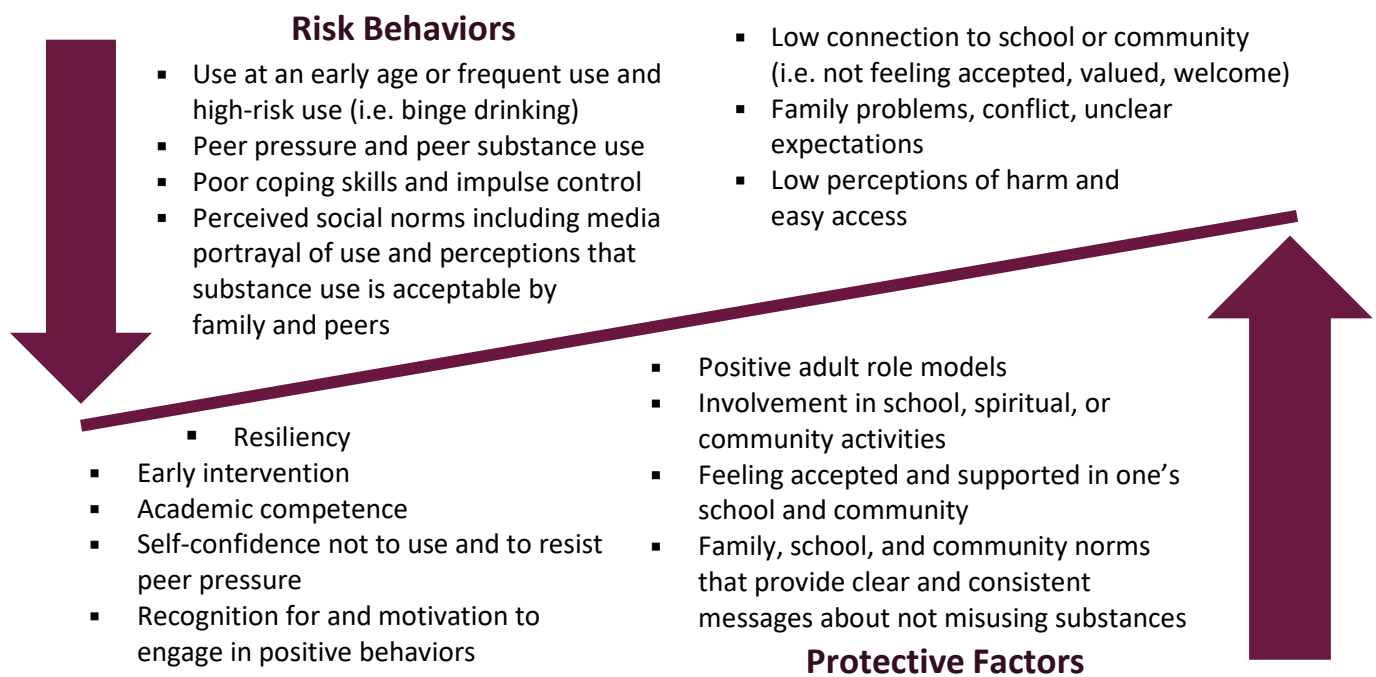 Risk Behaviors
▪ Use at an early age or frequent use and
high-risk use (i.e. binge drinking)
▪ Peer pressure and peer substance use
▪ Poor coping skills and impulse control
▪ Perceived social norms including media
portrayal of use and perceptions that
substance use is acceptable by
family and peers
▪ Low connection to school or community
(i.e. not feeling accepted, valued, welcome)
▪ Family problems, conflict, unclear
expectations
▪ Low perceptions of harm and
easy access
▪ Resiliency
▪ Early intervention
▪ Academic competence
▪ Self-confidence not to use and to resist
peer pressure
▪ Recognition for and motivation to
engage in positive behaviors
▪ Positive adult role models
▪ Involvement in school, spiritual, or
community activities
▪ Feeling accepted and supported in one’s
school and community
▪ Family, school, and community norms
that provide clear and consistent
messages about not misusing substances
Protective Factors